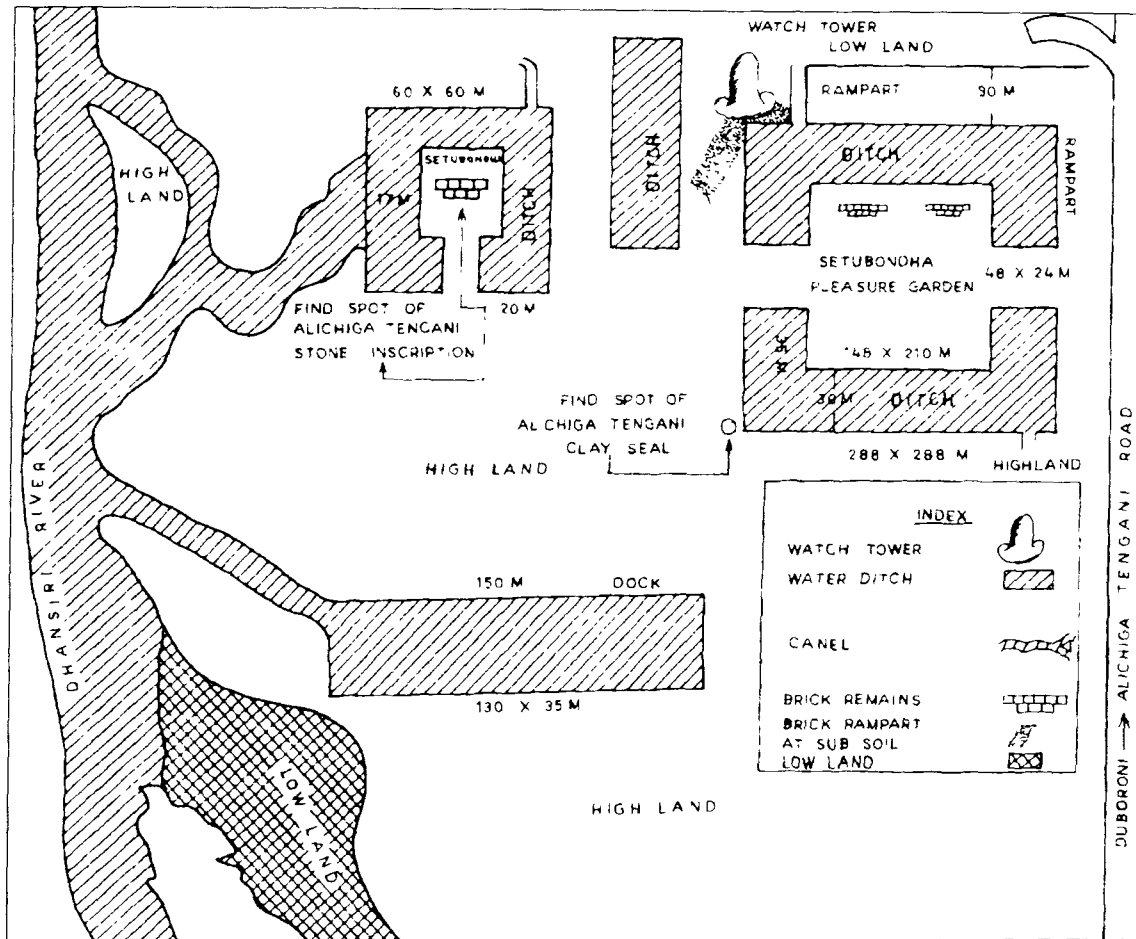 WATCH TOWER
LOW LAND
60 X 60 M
RAMPART
90 M
RAMPART
HIGH
LAND
SETUBONDHA
17M
DITCH
DITCH
DITCH
SETUBONDHA
PLEASURE GARDEN
48 X 24 M
FIND SPOT OF
ALICHIGA TENGANI
STONE INSCRIPTION
20 M
35 M
148 X 210 M
FIND SPOT OF
ALICHIGA TENGANI
CLAY SEAL
DITCH
288 X 288 M
HIGHLAND
HIGH LAND
DHANSIRI RIVER
150 M
DOCK
130 X 35 M
LOW LAND
HIGH LAND
INDEX
WATCH TOWER
WATER DITCH
CANEL
BRICK REMAINS
BRICK RAMPART
AT SUB SOIL
LOW LAND
DUBORONI → ALICHIGA TENGANI ROAD